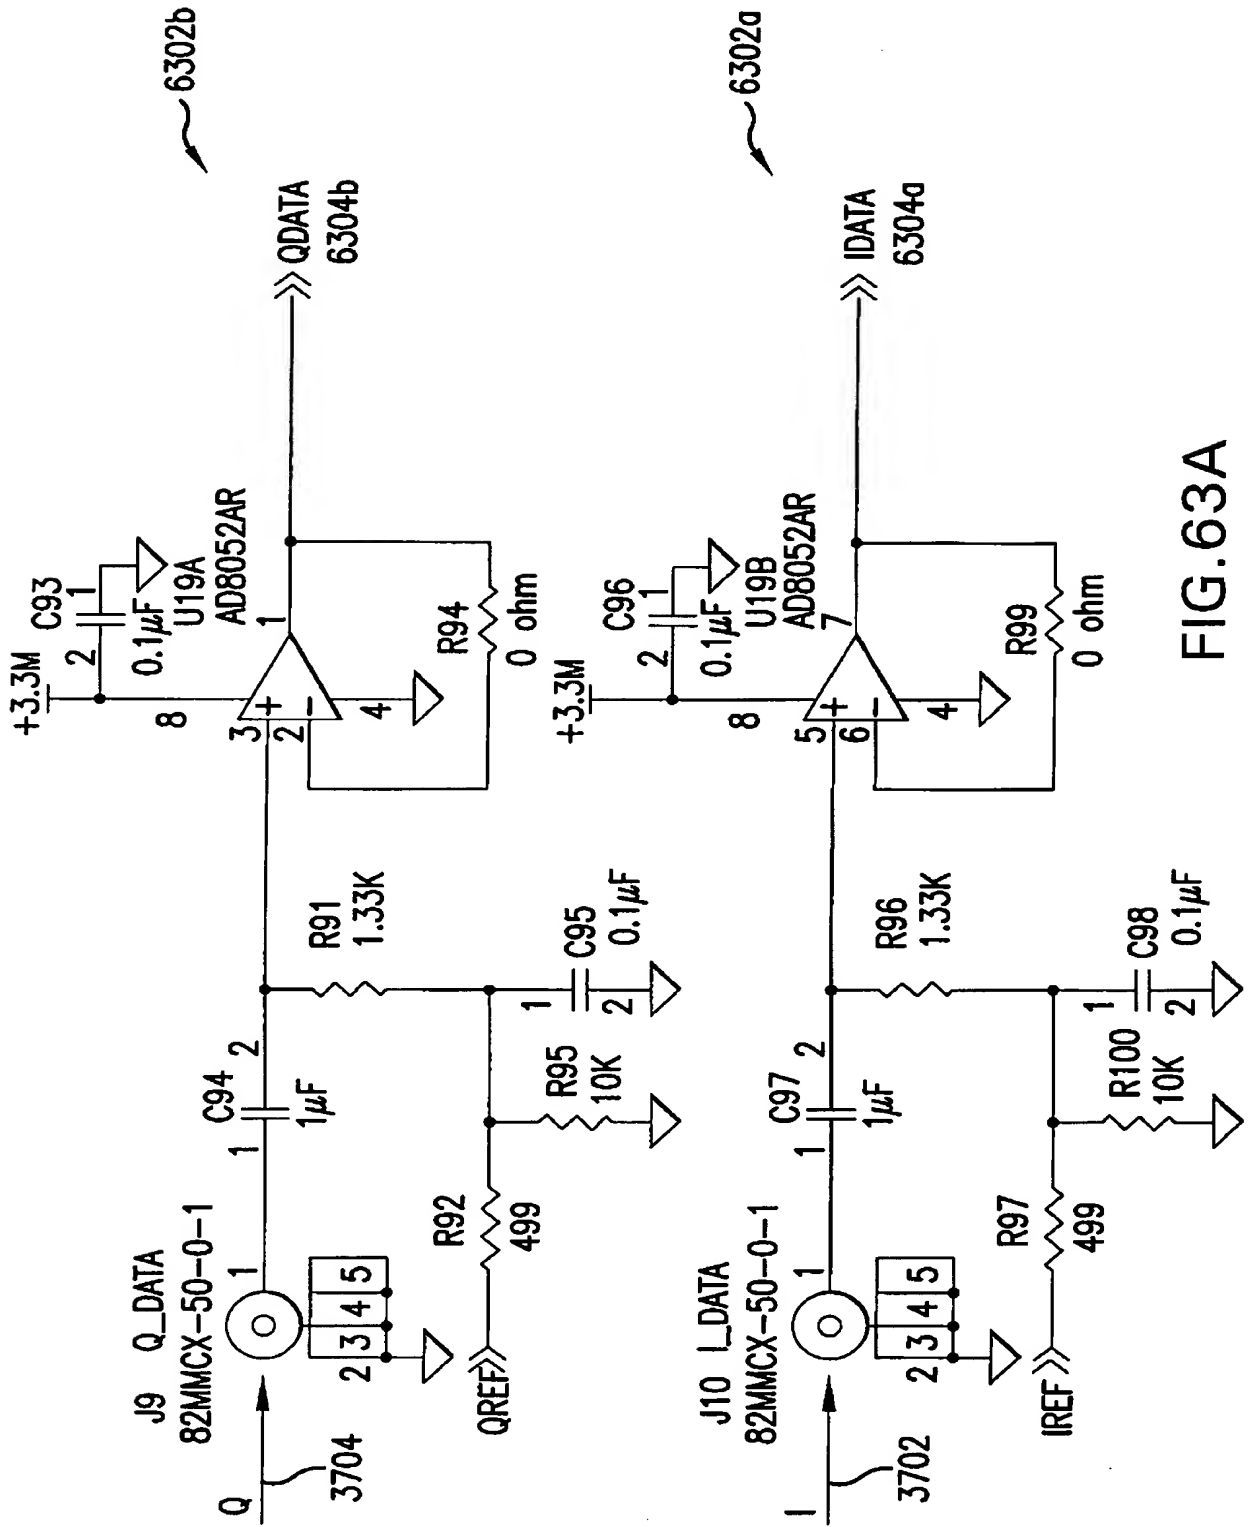 6302b
+3.3M
C93
2
1
0.1µF
U19A
AD8052AR
8
3
+
2
−
1
4
QDATA
6304b
R94
0 ohm
J9 Q_DATA
82MMCX-50-0-1
Q
3704
1
2 3 4 5
1
C94
2
1µF
R91
1.33K
QREF
R92
499
R95
10K
1
C95
2
0.1µF
6302a
+3.3M
C96
2
1
0.1µF
U19B
AD8052AR
8
5
+
6
−
7
4
IDATA
6304a
R99
0 ohm
J10 I_DATA
82MMCX-50-0-1
I
3702
1
2 3 4 5
1
C97
2
1µF
R96
1.33K
IREF
R97
499
R100
10K
1
C98
2
0.1µF
FIG.63A